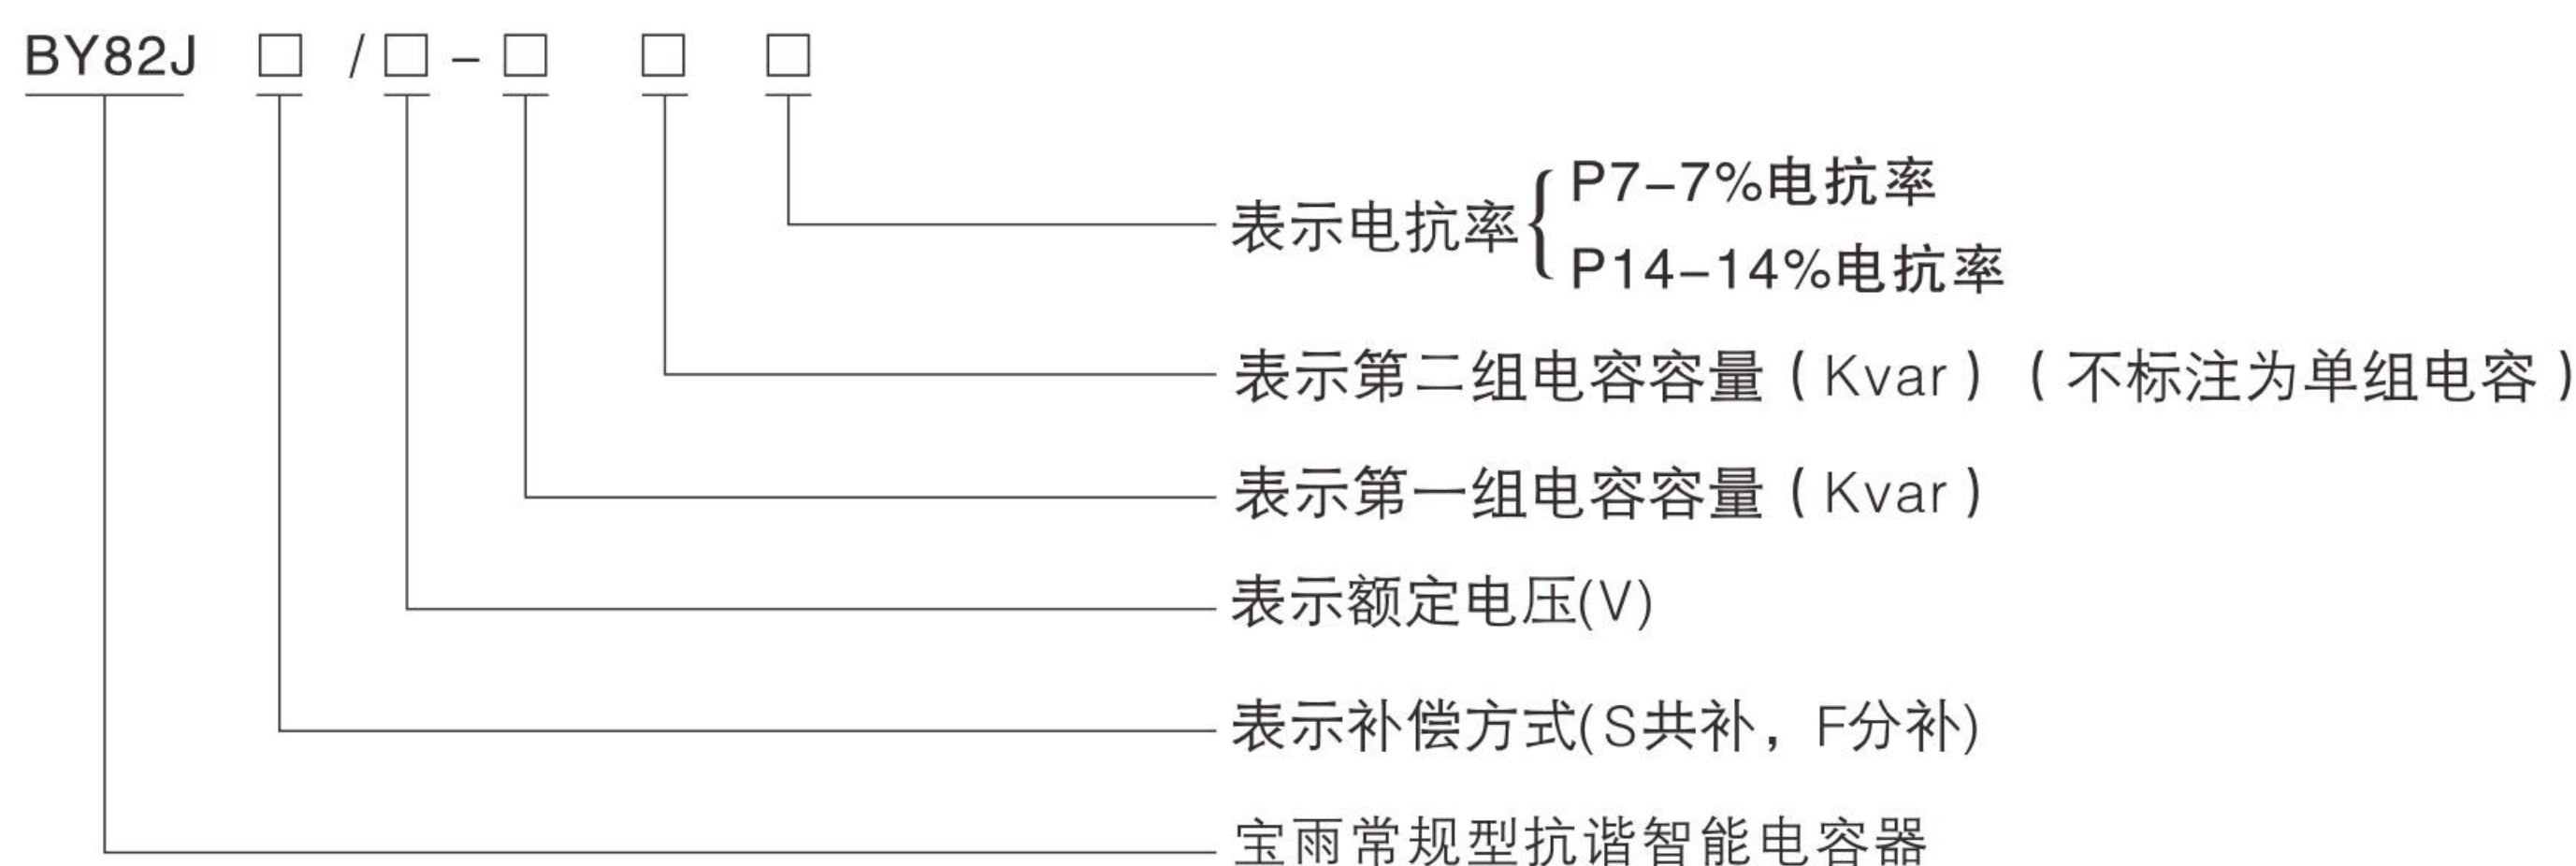 BY82J □ /□-□ □ □
P7-7%电抗率
表示电抗率
P14-14%电抗率
表示第二组电容容量(Kvar)(不标注为单组电容)
表示第一组电容容量(Kvar)
表示额定电压(V)
表示补偿方式(S共补，F分补)
宝雨常规型抗谐智能电容器